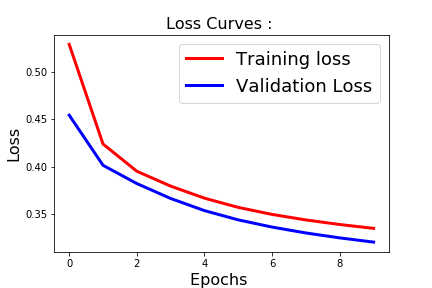 Loss Curves :
Training loss
Validation Loss
Loss
0.50
0.45
0.40
0.35
0 2 4 6 8
Epochs